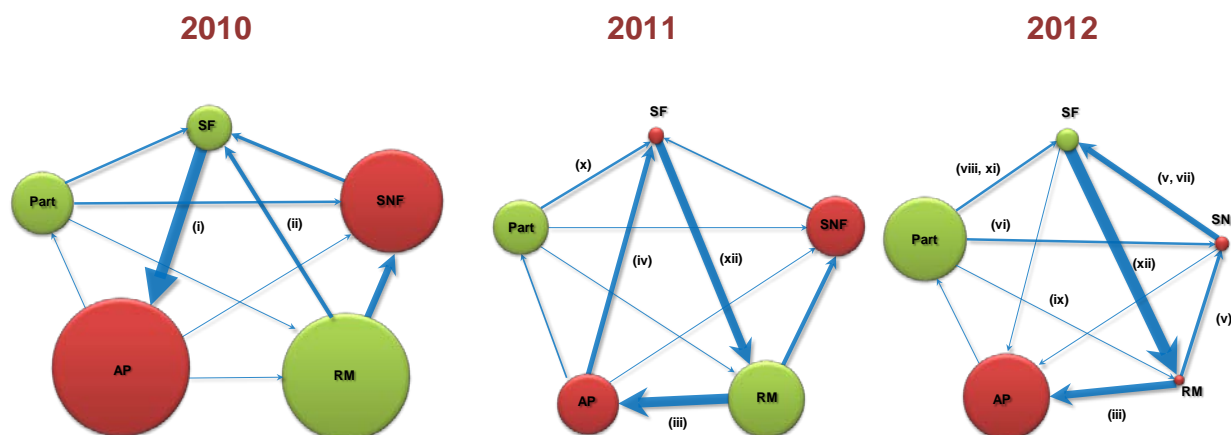 2010
2011
2012
SF
Part
SNF
(i)
(ii)
AP
RM
SF
(x)
Part
SNF
(iv)
(xii)
AP
RM
(iii)
SF
(viii, xi)
(v, vii)
SN
Part
(vi)
(xii)
(ix)
(v)
AP
RM
(iii)